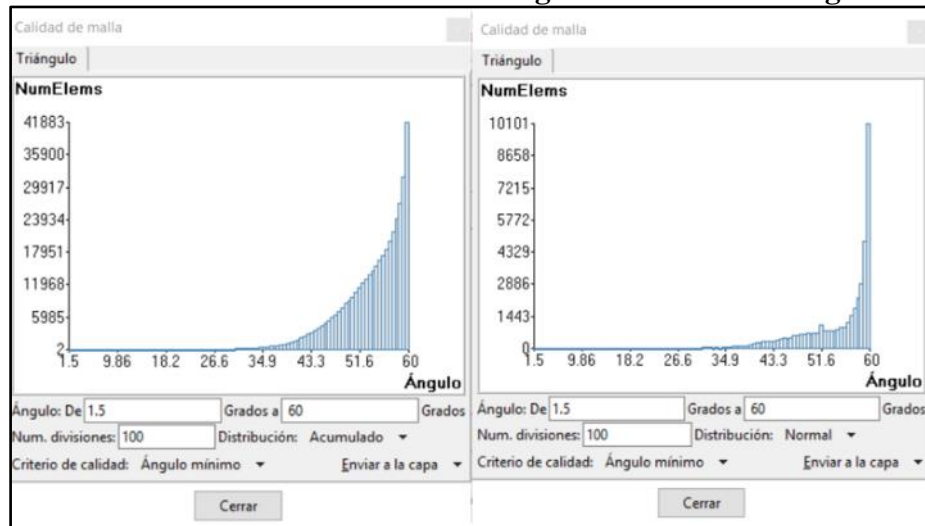 Calidad de malla
Triángulo
NumElems
41883
35900
29917
23934
17951
11968
5985
2
1.5 9.86 18.2 26.6 34.9 43.3 51.6 60
Ángulo
Ángulo: De 1.5 Grados a 60 Grados
Num. divisiones: 100 Distribución: Acumulado
Criterio de calidad: Ángulo mínimo Enviar a la capa
Cerrar
Calidad de malla
Triángulo
NumElems
10101
8658
7215
5772
4329
2886
1443
0
1.5 9.86 18.2 26.6 34.9 43.3 51.6 60
Ángulo
Ángulo: De 1.5 Grados a 60 Grados
Num. divisiones: 100 Distribución: Normal
Criterio de calidad: Ángulo mínimo Enviar a la capa
Cerrar